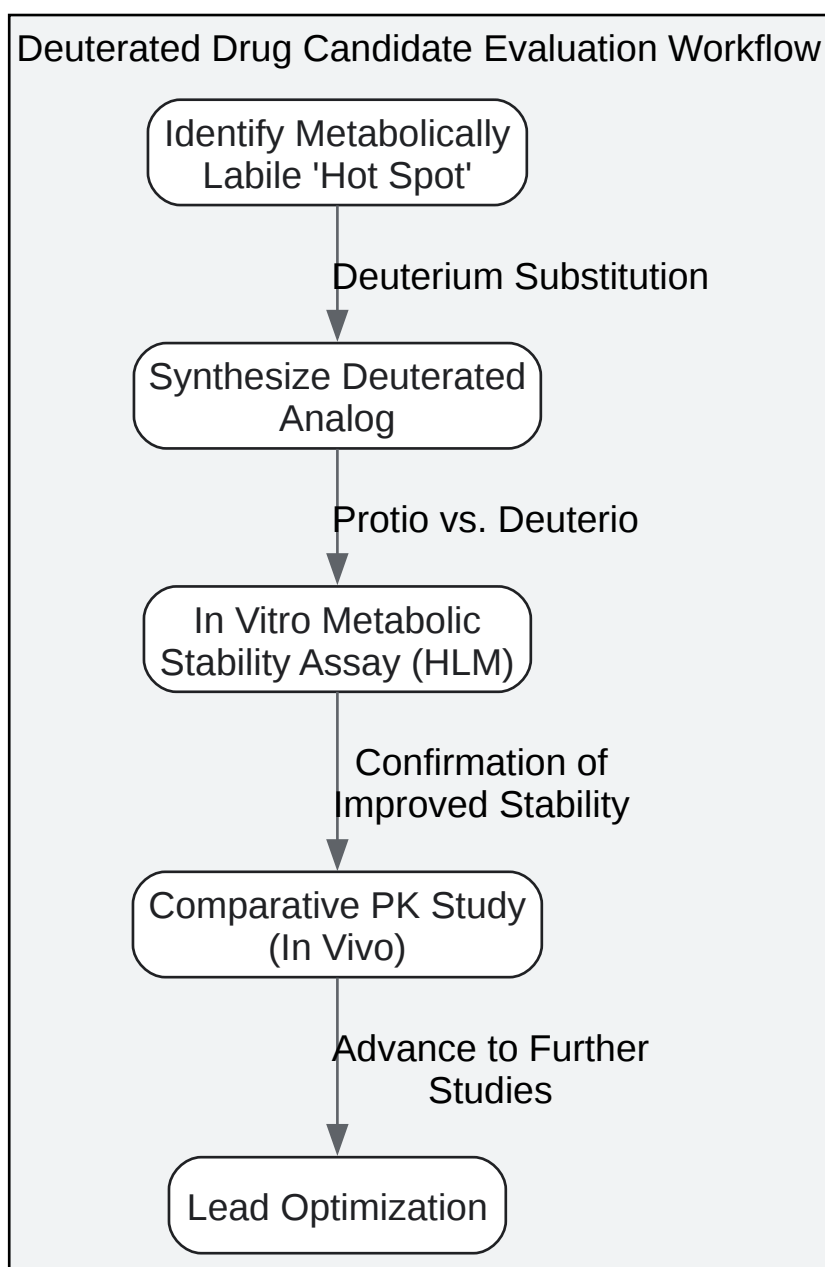 Deuterated Drug Candidate Evaluation Workflow
Identify Metabolically
Labile 'Hot Spot'
Deuterium Substitution
Synthesize Deuterated
Analog
Protio vs. Deuterio
In Vitro Metabolic
Stability Assay (HLM)
Confirmation of
Improved Stability
Comparative PK Study
(In Vivo)
Advance to Further
Studies
Lead Optimization